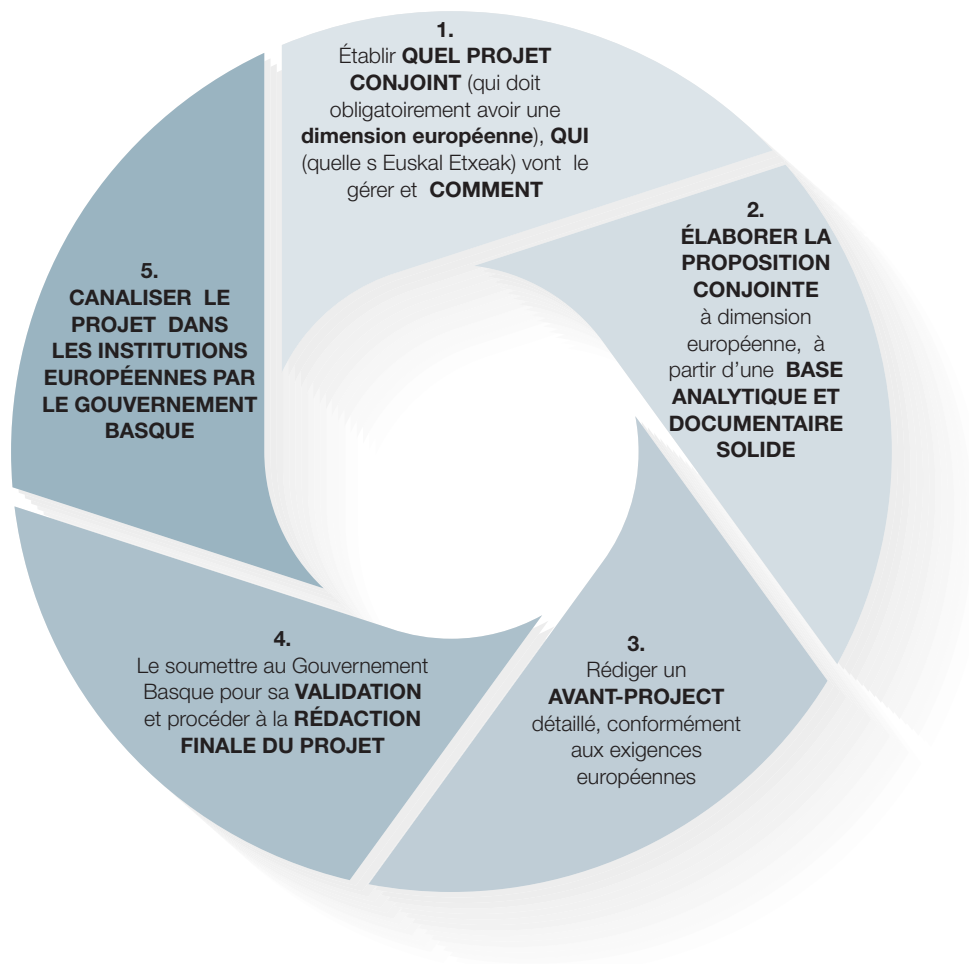 1.
Établir QUEL PROJET
CONJOINT (qui doit
obligatoirement avoir une
dimension européenne), QUI
(quelle s Euskal Etxeak) vont le
gérer et COMMENT
2.
ÉLABORER LA
PROPOSITION
CONJOINTE
à dimension
européenne, à
partir d’une BASE
ANALYTIQUE ET
DOCUMENTAIRE
SOLIDE
3.
Rédiger un
AVANT-PROJECT
détaillé, conformément
aux exigences
européennes
4.
Le soumettre au Gouvernement
Basque pour sa VALIDATION
et procéder à la RÉDACTION
FINALE DU PROJET
5.
CANALISER LE
PROJET DANS
LES INSTITUTIONS
EUROPÉENNES PAR
LE GOUVERNEMENT
BASQUE